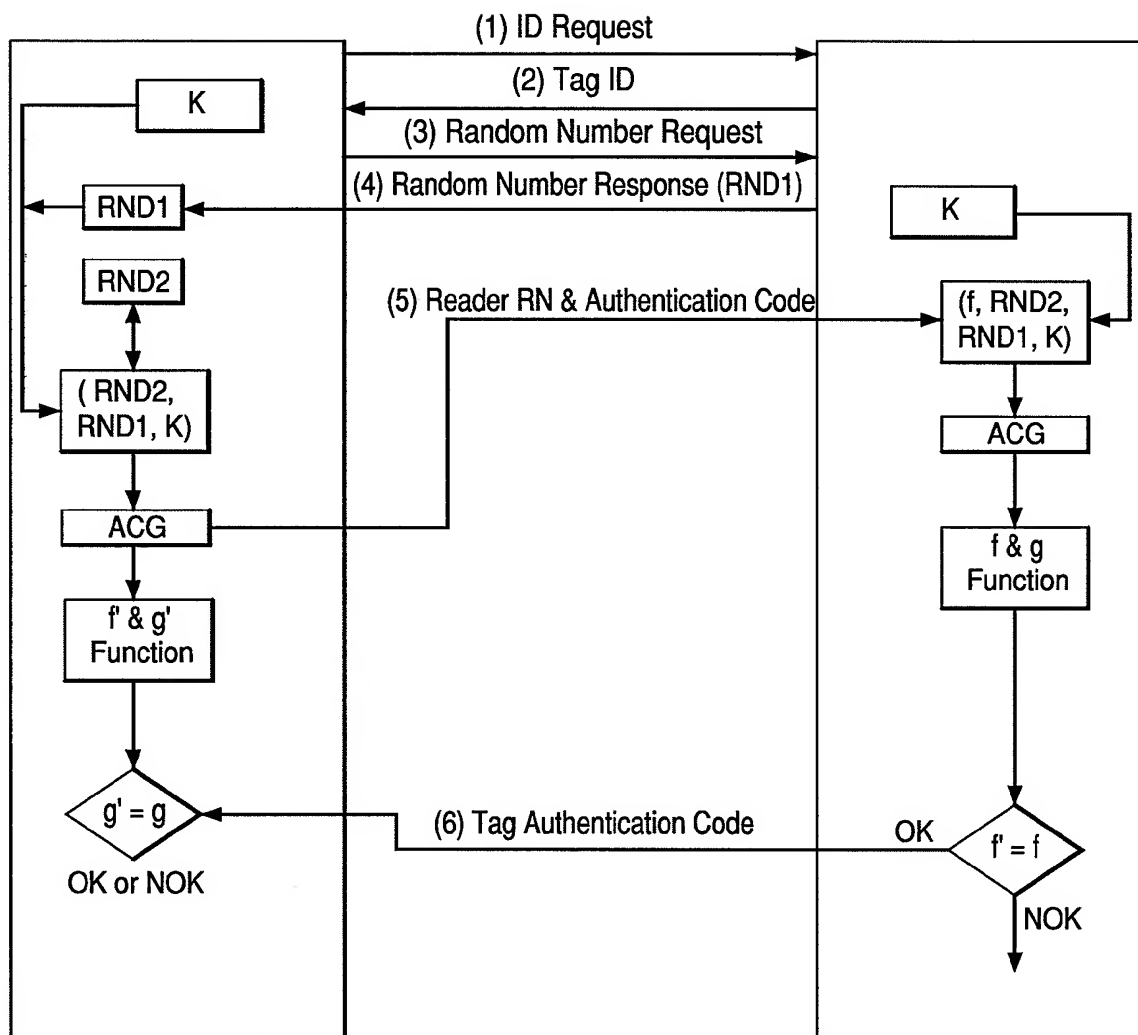 (1) ID Request
(2) Tag ID
(3) Random Number Request
(4) Random Number Response (RND1)
K
RND1
RND2
( RND2,
RND1, K)
ACG
f' & g'
Function
g' = g
OK or NOK
(5) Reader RN & Authentication Code
(6) Tag Authentication Code
K
(f, RND2,
RND1, K)
ACG
f & g
Function
f' = f
OK
NOK